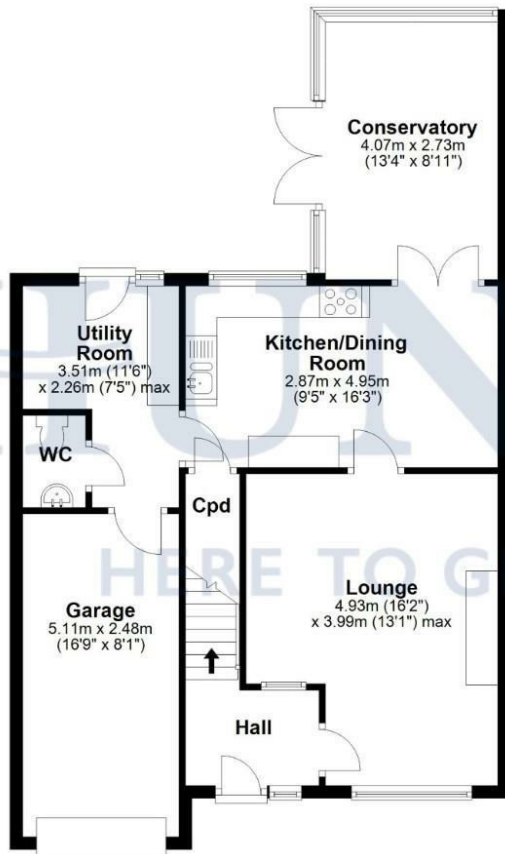 Conservatory
4.07m x 2.73m
(13'4" x 8'11")
Utility
Room
3.51m (11'6")
x 2.26m (7'5") max
Kitchen/Dining
Room
2.87m x 4.95m
(9'5" x 16'3")
HUN
WC
Cpd
HERE TO G
Garage
5.11m x 2.48m
(16'9" x 8'1")
Lounge
4.93m (16'2")
x 3.99m (13'1") max
Hall